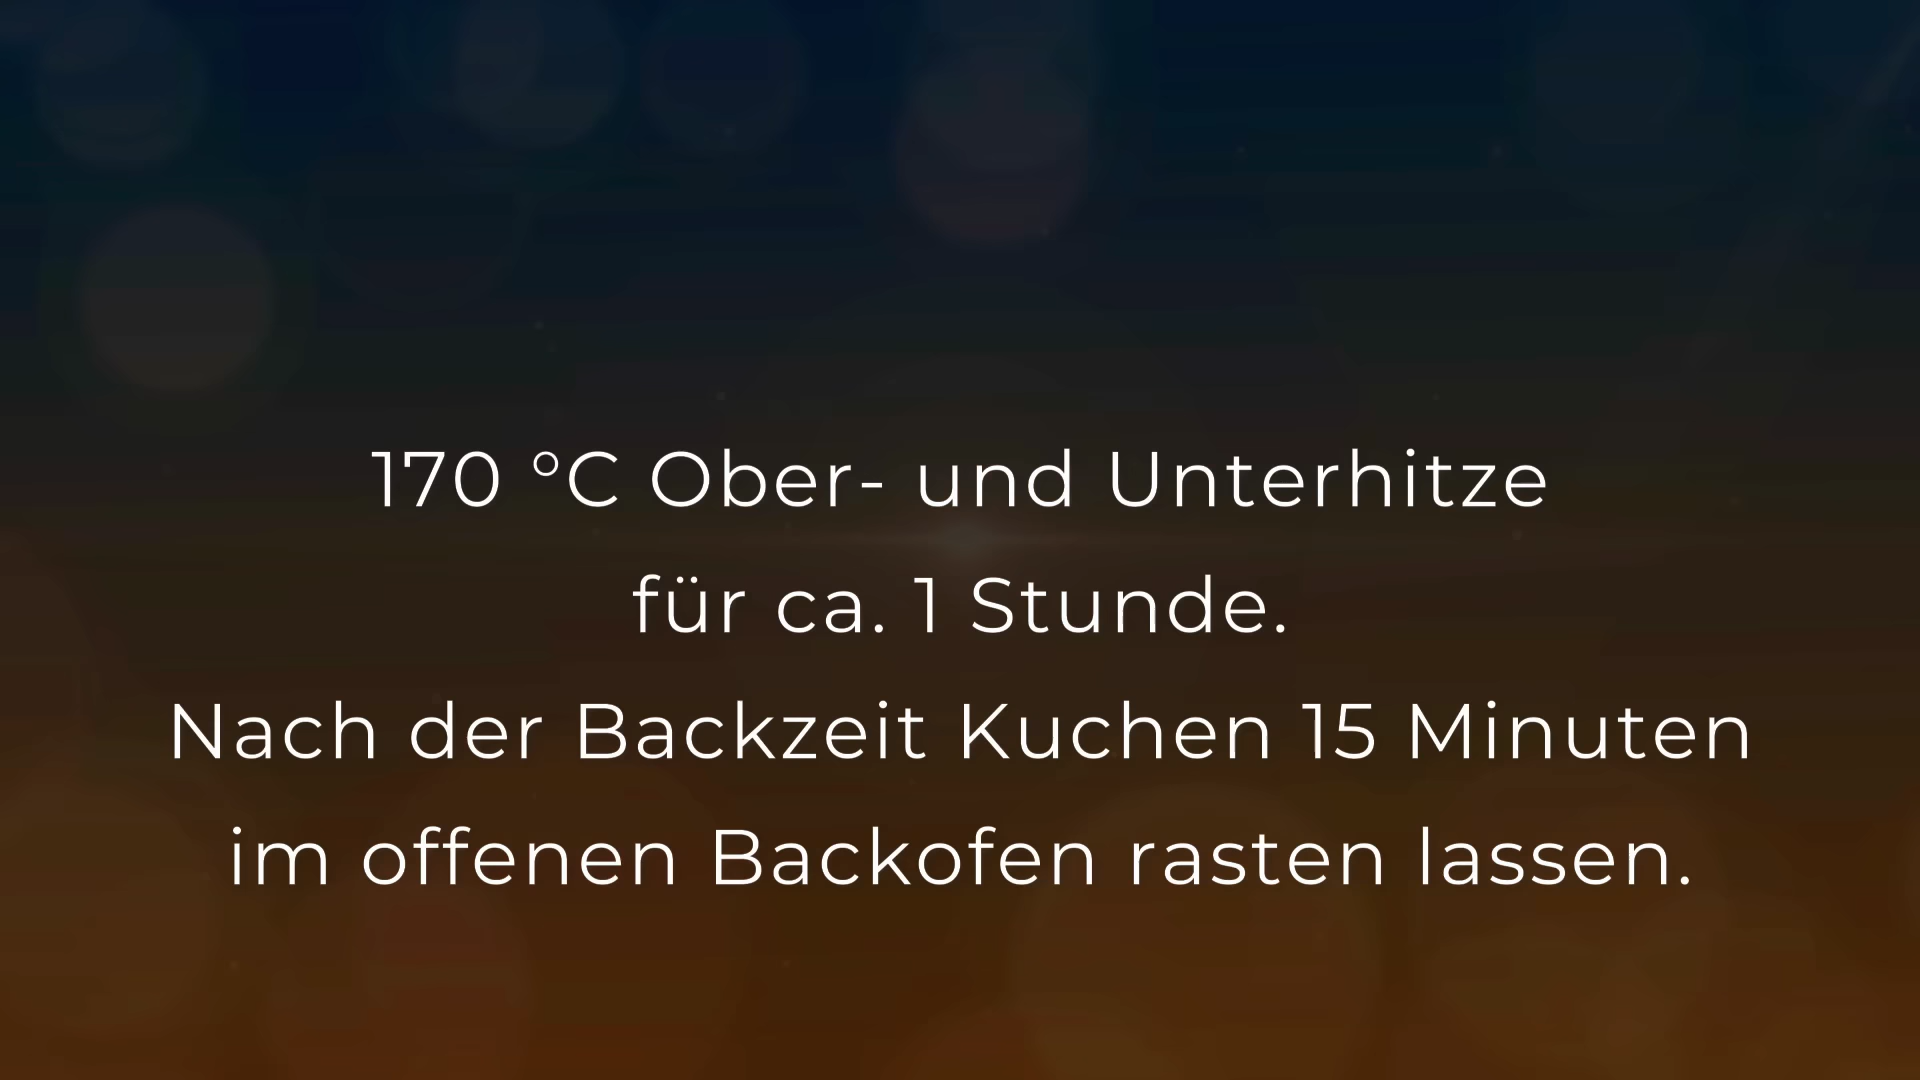 170 °C Ober- und Unterhitze
für ca. 1 Stunde.
Nach der Backzeit Kuchen 15 Minuten
im offenen Backofen rasten lassen.